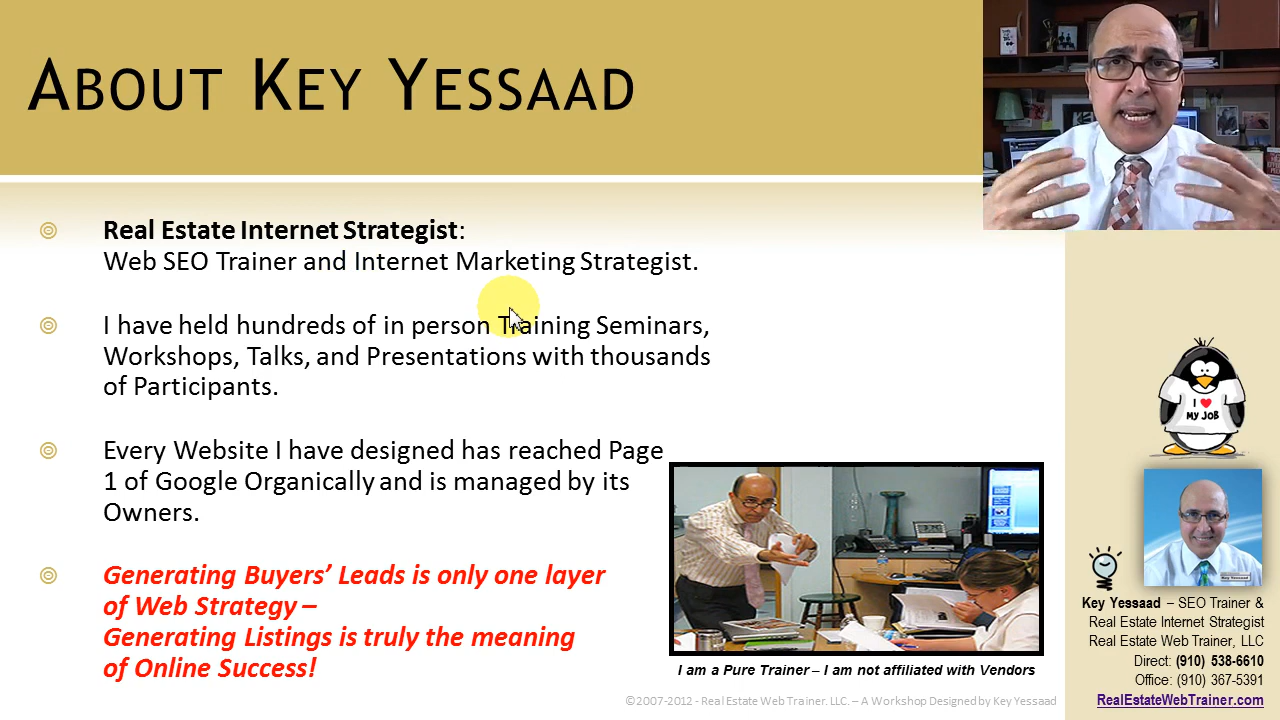 About Key Yessaad
Real Estate Internet Strategist:
Web SEO Trainer and Internet Marketing Strategist.
I have held hundreds of in person Training Seminars,
Workshops, Talks, and Presentations with thousands
of Participants.
Every Website I have designed has reached Page
1 of Google Organically and is managed by its
Owners.
Generating Buyers’ Leads is only one layer
of Web Strategy –
Generating Listings is truly the meaning
of Online Success!
I am a Pure Trainer – I am not affiliated with Vendors
©2007-2012 - Real Estate Web Trainer. LLC. – A Workshop Designed by Key Yessaad
I ♥
MY JOB
Key Yessaad
Key Yessaad – SEO Trainer &
Real Estate Internet Strategist
Real Estate Web Trainer, LLC
Direct: (910) 538-6610
Office: (910) 367-5391
RealEstateWebTrainer.com